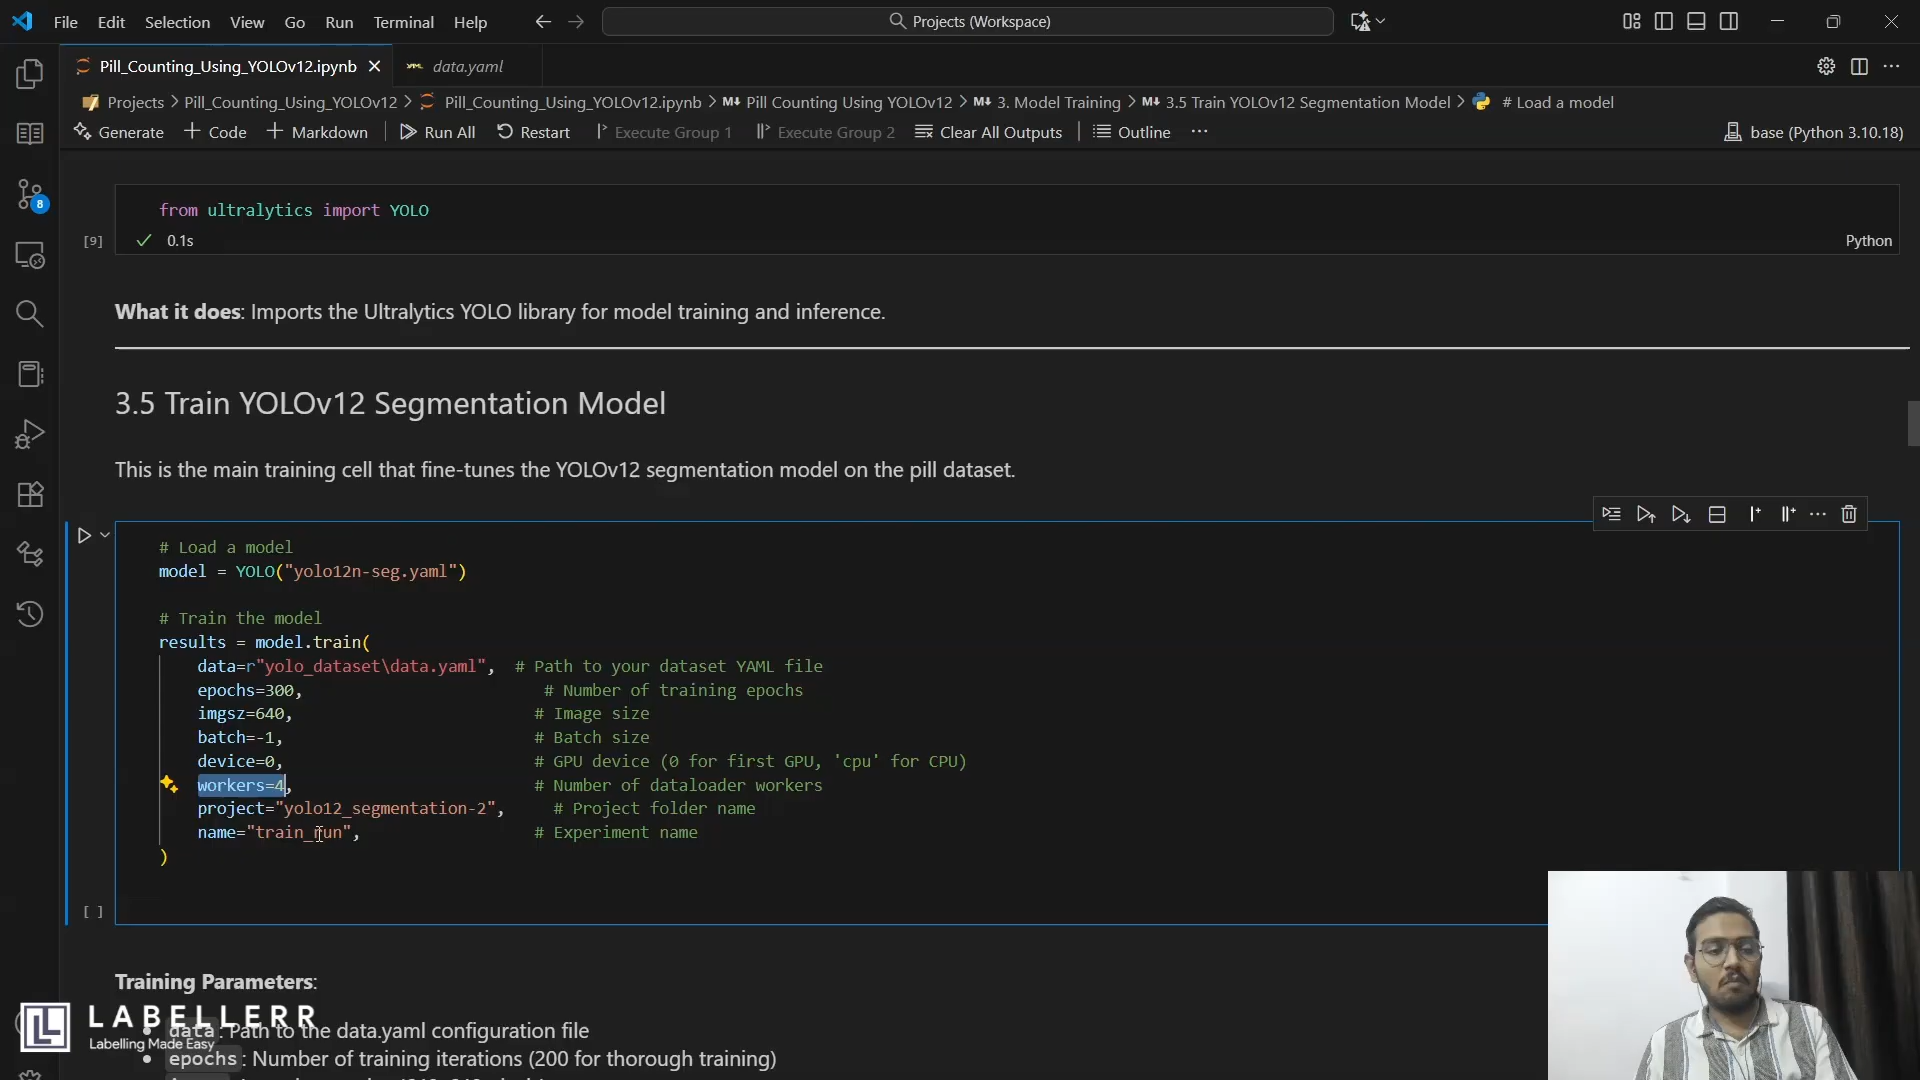 File Edit Selection View Go Run Terminal Help
Projects (Workspace)
Pill_Counting_Using_YOLOv12.ipynb
data.yaml
Projects > Pill_Counting_Using_YOLOv12 > Pill_Counting_Using_YOLOv12.ipynb > M↓ Pill Counting Using YOLOv12 > M↓ 3. Model Training > M↓ 3.5 Train YOLOv12 Segmentation Model > # Load a model
Generate + Code + Markdown Run All Restart Execute Group 1 Execute Group 2 Clear All Outputs Outline ...
base (Python 3.10.18)
8
from ultralytics import YOLO
[9] 0.1s
Python
What it does: Imports the Ultralytics YOLO library for model training and inference.
3.5 Train YOLOv12 Segmentation Model
This is the main training cell that fine-tunes the YOLOv12 segmentation model on the pill dataset.
# Load a model
model = YOLO("yolo12n-seg.yaml")
# Train the model
results = model.train(
data=r"yolo_dataset\data.yaml", # Path to your dataset YAML file
epochs=300, # Number of training epochs
imgsz=640, # Image size
batch=-1, # Batch size
device=0, # GPU device (0 for first GPU, 'cpu' for CPU)
workers=4, # Number of dataloader workers
project="yolo12_segmentation-2", # Project folder name
name="train_run", # Experiment name
)
[ ]
Training Parameters:
LABELLERR
Labelling Made Easy
data: Path to the data.yaml configuration file
epochs: Number of training iterations (200 for thorough training)